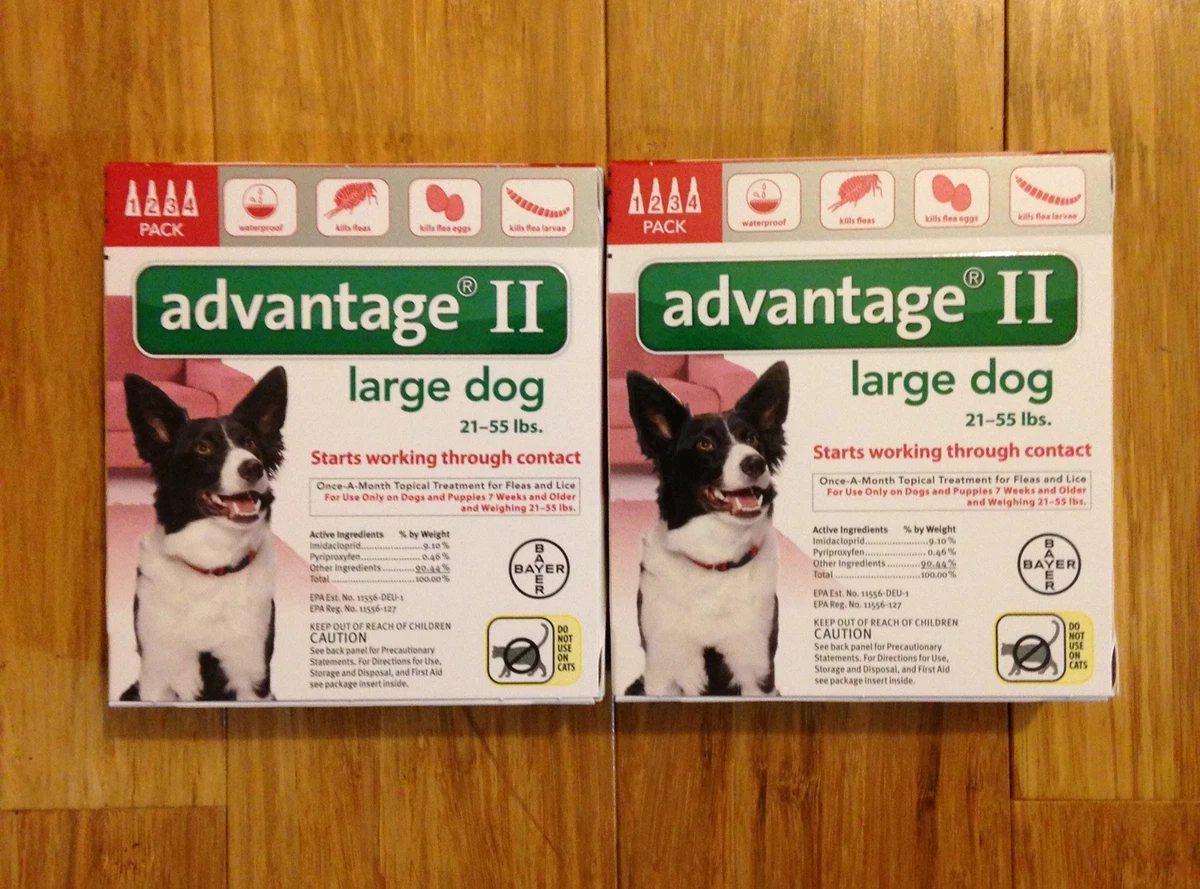 1 2 3 4
PACK
waterproof
kills fleas
kills flea eggs
kills flea larvae
advantage® II
large dog
21–55 lbs.
Starts working through contact
Once-A-Month Topical Treatment for Fleas and Lice
For Use Only on Dogs and Puppies 7 Weeks and Older
and Weighing 21–55 lbs.
Active Ingredients % by Weight
Imidacloprid..................9.10%
Pyriproxyfen..................0.46%
Other Ingredients..........90.44%
Total..........................100.00%
EPA Est. No. 11556-DEU-1
EPA Reg. No. 11556-127
KEEP OUT OF REACH OF CHILDREN
CAUTION
See back panel for Precautionary
Statements. For Directions for Use,
Storage and Disposal, and First Aid
see package insert inside.
BAYER
BAYER
DO
NOT
USE
ON
CATS
1 2 3 4
PACK
waterproof
kills fleas
kills flea eggs
kills flea larvae
advantage® II
large dog
21–55 lbs.
Starts working through contact
Once-A-Month Topical Treatment for Fleas and Lice
For Use Only on Dogs and Puppies 7 Weeks and Older
and Weighing 21–55 lbs.
Active Ingredients % by Weight
Imidacloprid..................9.10%
Pyriproxyfen..................0.46%
Other Ingredients..........90.44%
Total..........................100.00%
EPA Est. No. 11556-DEU-1
EPA Reg. No. 11556-127
KEEP OUT OF REACH OF CHILDREN
CAUTION
See back panel for Precautionary
Statements. For Directions for Use,
Storage and Disposal, and First Aid
see package insert inside.
BAYER
BAYER
DO
NOT
USE
ON
CATS